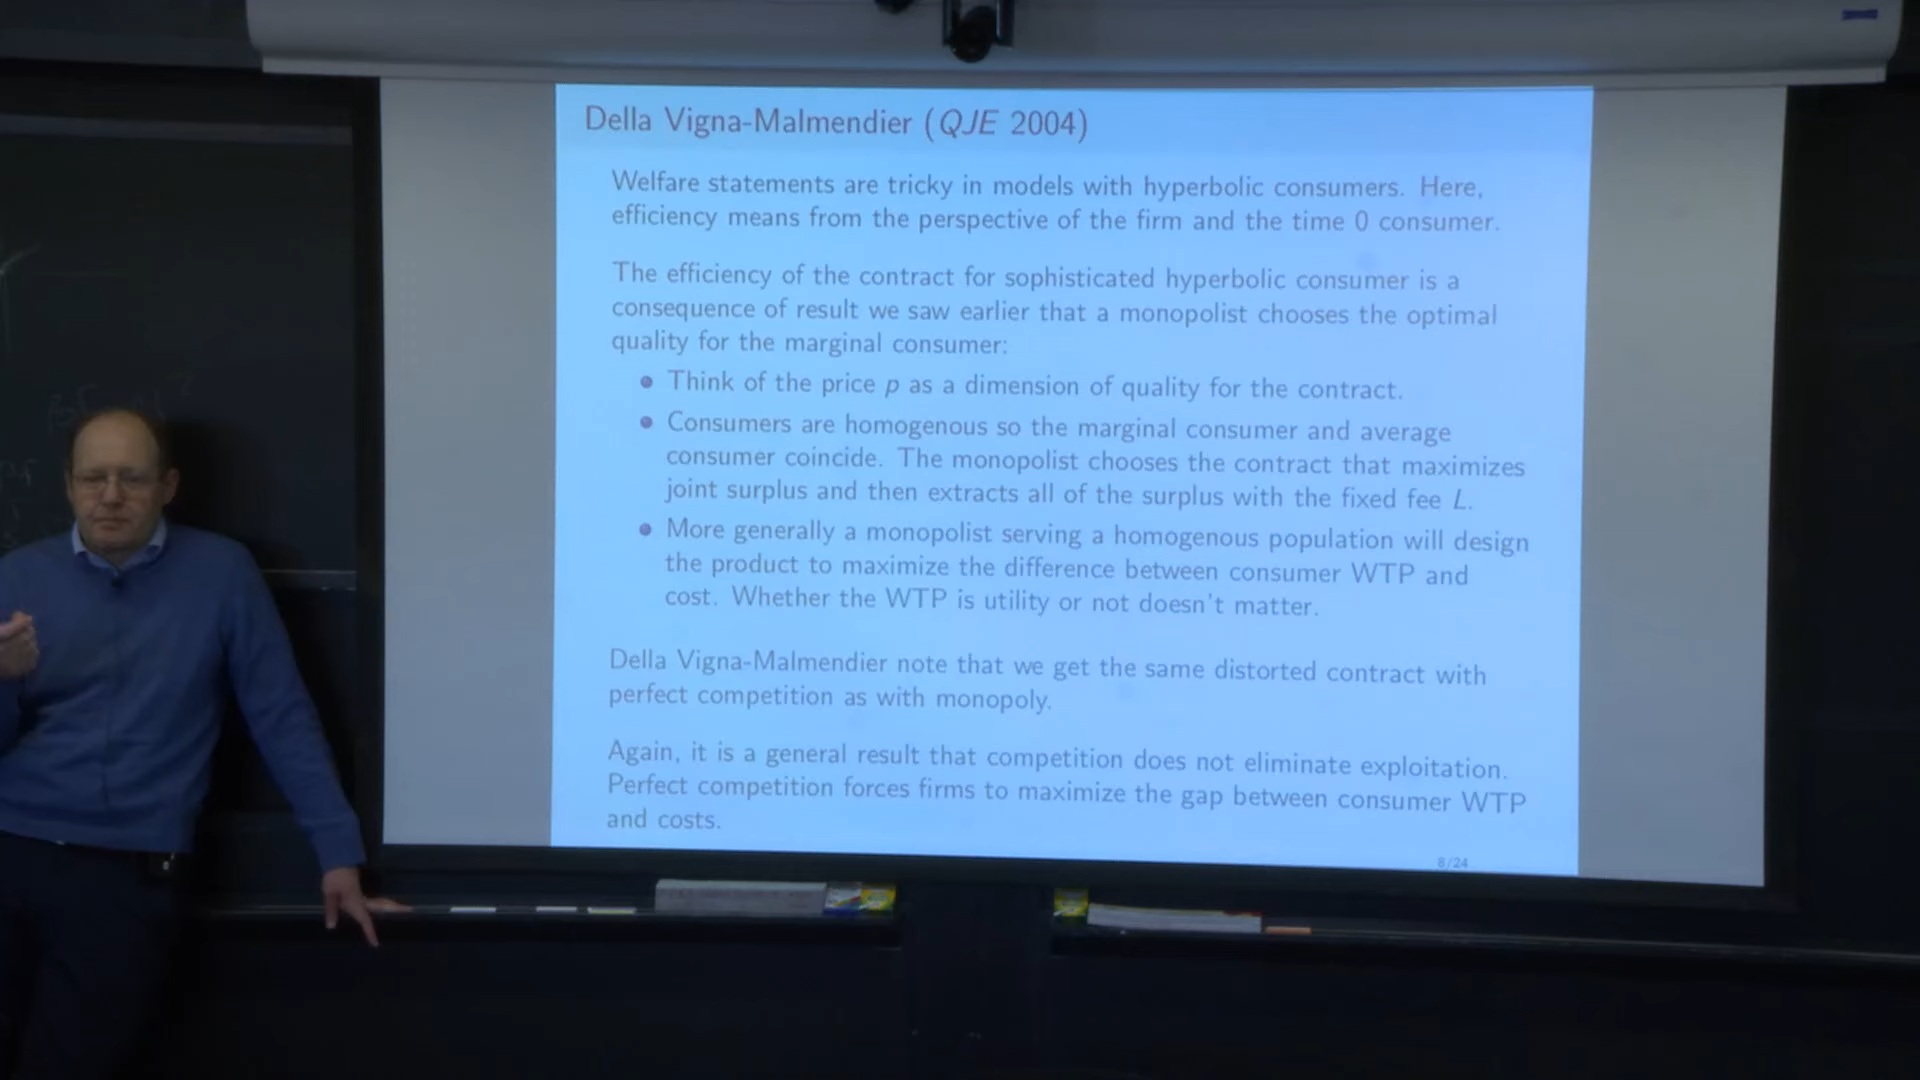 Della Vigna-Malmendier (QJE 2004)
Welfare statements are tricky in models with hyperbolic consumers. Here,
efficiency means from the perspective of the firm and the time 0 consumer.
The efficiency of the contract for sophisticated hyperbolic consumer is a
consequence of result we saw earlier that a monopolist chooses the optimal
quality for the marginal consumer:
• Think of the price p as a dimension of quality for the contract.
• Consumers are homogenous so the marginal consumer and average
consumer coincide. The monopolist chooses the contract that maximizes
joint surplus and then extracts all of the surplus with the fixed fee L.
• More generally a monopolist serving a homogenous population will design
the product to maximize the difference between consumer WTP and
cost. Whether the WTP is utility or not doesn't matter.
Della Vigna-Malmendier note that we get the same distorted contract with
perfect competition as with monopoly.
Again, it is a general result that competition does not eliminate exploitation.
Perfect competition forces firms to maximize the gap between consumer WTP
and costs.
8/24